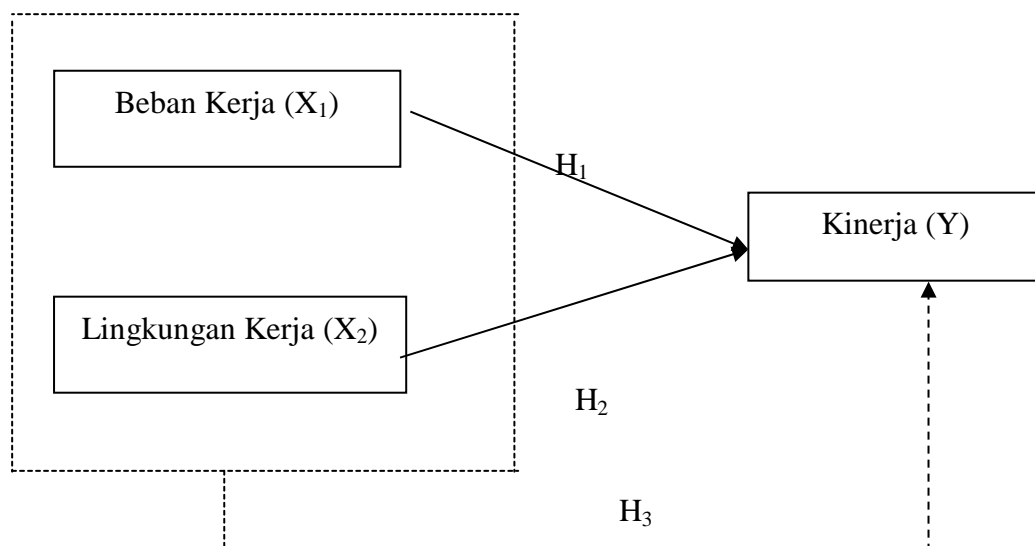 Beban Kerja (X₁)
H₁
Kinerja (Y)
Lingkungan Kerja (X₂)
H₂
H₃